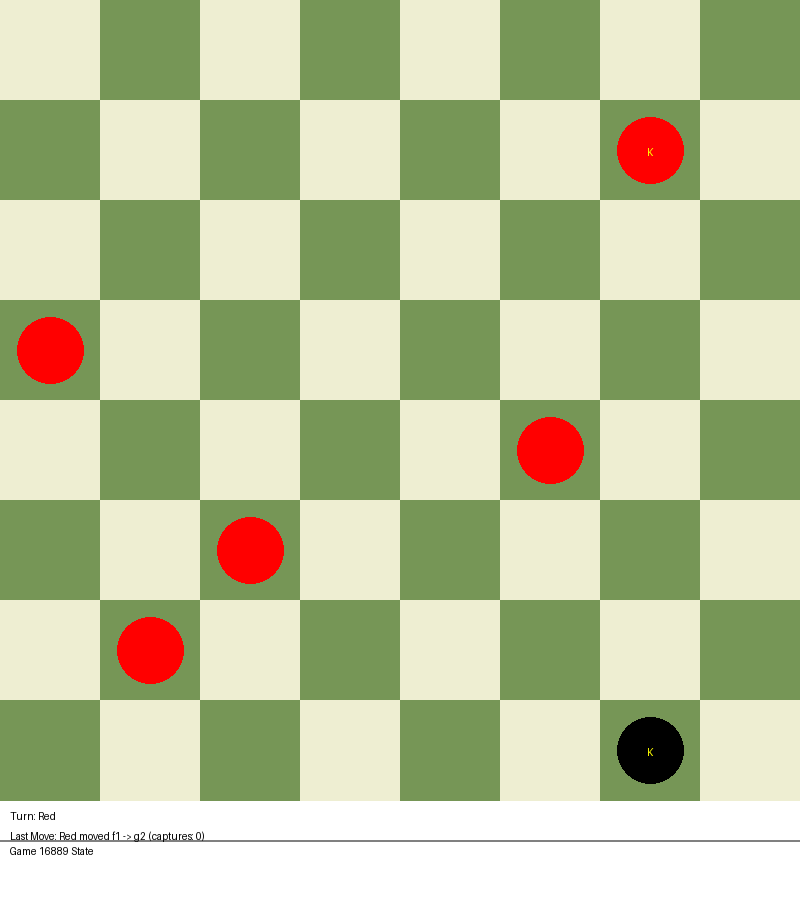 K
K
Turn: Red
Last Move: Red moved f1 -> g2 (captures: 0)
Game 16889 State